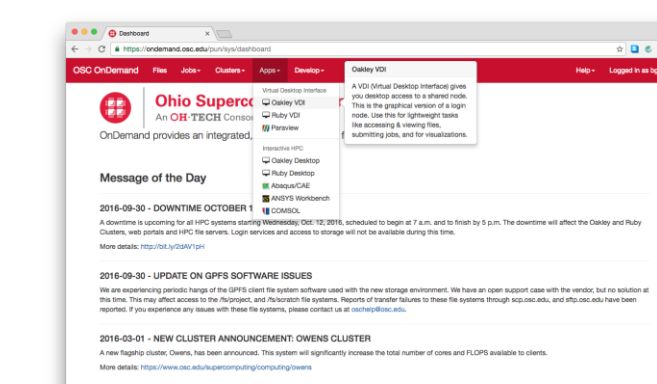 Dashboard
https://ondemand.osc.edu/pun/sys/dashboard
OSC OnDemand Files Jobs Clusters Apps Develop Help Logged in as bg
Oakley VDI
A VDI (Virtual Desktop Interface) gives
you desktop access to a shared node.
This is the graphical version of a login
node. Use this for lightweight tasks
like accessing & viewing files,
submitting jobs, and for visualizations.
Virtual Desktop Interface
Oakley VDI
Ruby VDI
Paraview
Interactive HPC
Oakley Desktop
Ruby Desktop
Abaqus/CAE
ANSYS Workbench
COMSOL
Ohio Superc
An OH·TECH Conso
OnDemand provides an integrated,
Message of the Day
2016-09-30 - DOWNTIME OCTOBER 1
A downtime is upcoming for all HPC systems starting Wednesday, Oct. 12, 2016, scheduled to begin at 7 a.m. and to finish by 5 p.m. The downtime will affect the Oakley and Ruby
Clusters, web portals and HPC file servers. Login services and access to storage will not be available during this time.
More details: http://bit.ly/2dAV1pH
2016-09-30 - UPDATE ON GPFS SOFTWARE ISSUES
We are experiencing periodic hangs of the GPFS client file system software used with the new storage environment. We have an open support case with the vendor, but no solution at
this time. This may affect access to the /fs/project, and /fs/scratch file systems. Reports of transfer failures to these file systems through scp.osc.edu, and sftp.osc.edu have been
reported. If you experience any issues with these file systems, please contact us at oschelp@osc.edu.
2016-03-01 - NEW CLUSTER ANNOUNCEMENT: OWENS CLUSTER
A new flagship cluster, Owens, has been announced. This system will significantly increase the total number of cores and FLOPS available to clients.
More details: https://www.osc.edu/supercomputing/computing/owens